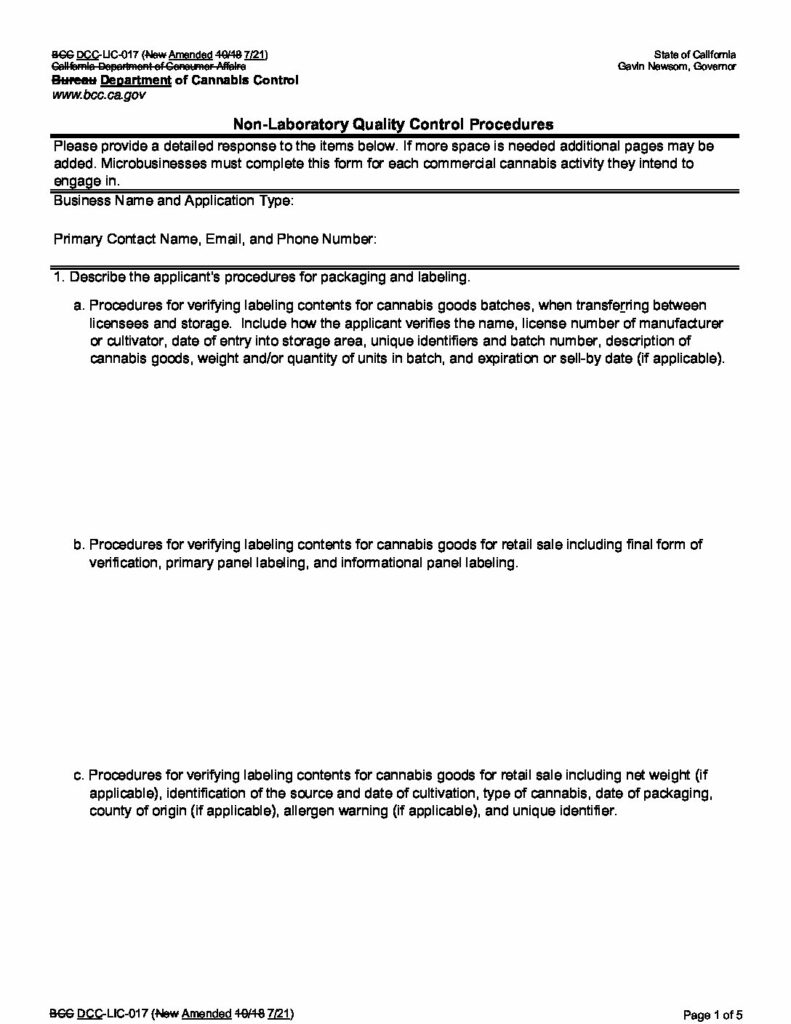 BCC DCC-LIC-017 (New Amended 10/18 7/21)
State of California
California Department of Consumer Affairs
Gavin Newsom, Governor
Bureau Department of Cannabis Control
www.bcc.ca.gov
Non-Laboratory Quality Control Procedures
Please provide a detailed response to the items below. If more space is needed additional pages may be
added. Microbusinesses must complete this form for each commercial cannabis activity they intend to
engage in.
Business Name and Application Type:
Primary Contact Name, Email, and Phone Number:
1. Describe the applicant's procedures for packaging and labeling.
a. Procedures for verifying labeling contents for cannabis goods batches, when transferring between
licensees and storage. Include how the applicant verifies the name, license number of manufacturer
or cultivator, date of entry into storage area, unique identifiers and batch number, description of
cannabis goods, weight and/or quantity of units in batch, and expiration or sell-by date (if applicable).
b. Procedures for verifying labeling contents for cannabis goods for retail sale including final form of
verification, primary panel labeling, and informational panel labeling.
c. Procedures for verifying labeling contents for cannabis goods for retail sale including net weight (if
applicable), identification of the source and date of cultivation, type of cannabis, date of packaging,
county of origin (if applicable), allergen warning (if applicable), and unique identifier.
BCC DCC-LIC-017 (New Amended 10/18 7/21)
Page 1 of 5